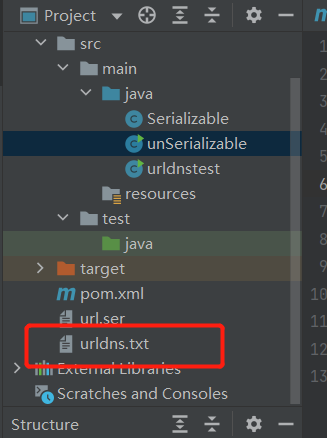 Project
src
main
java
Serializable
unSerializable
urldnstest
resources
test
java
target
pom.xml
url.ser
urldns.txt
External Libraries
Scratches and Consoles
Structure
1
2
3
4
5
6
7
8
9
10
11
12
13